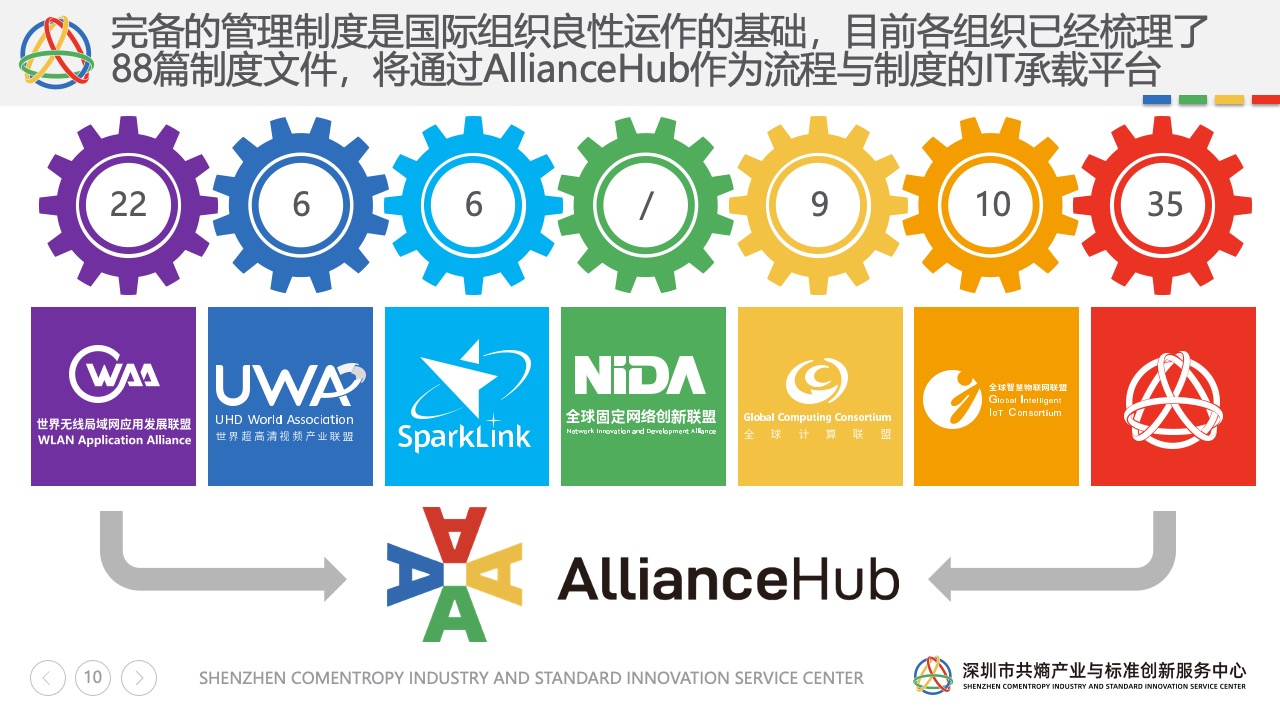 完备的管理制度是国际组织良性运作的基础，目前各组织已经梳理了
88篇制度文件，将通过AllianceHub作为流程与制度的IT承载平台
22
6
6
/
9
10
35
WAA
世界无线局域网应用发展联盟
WLAN Application Alliance
UWA
UHD World Association
世界超高清视频产业联盟
SparkLink
NiDA
全球固定网络创新联盟
Network Innovation and Development Alliance
Global Computing Consortium
全球计算联盟
全球智慧物联网联盟
Global Intelligent
IoT Consortium
AllianceHub
10
SHENZHEN COMENTROPY INDUSTRY AND STANDARD INNOVATION SERVICE CENTER
深圳市共熵产业与标准创新服务中心
SHENZHEN COMENTROPY INDUSTRY AND STANDARD INNOVATION SERVICE CENTER